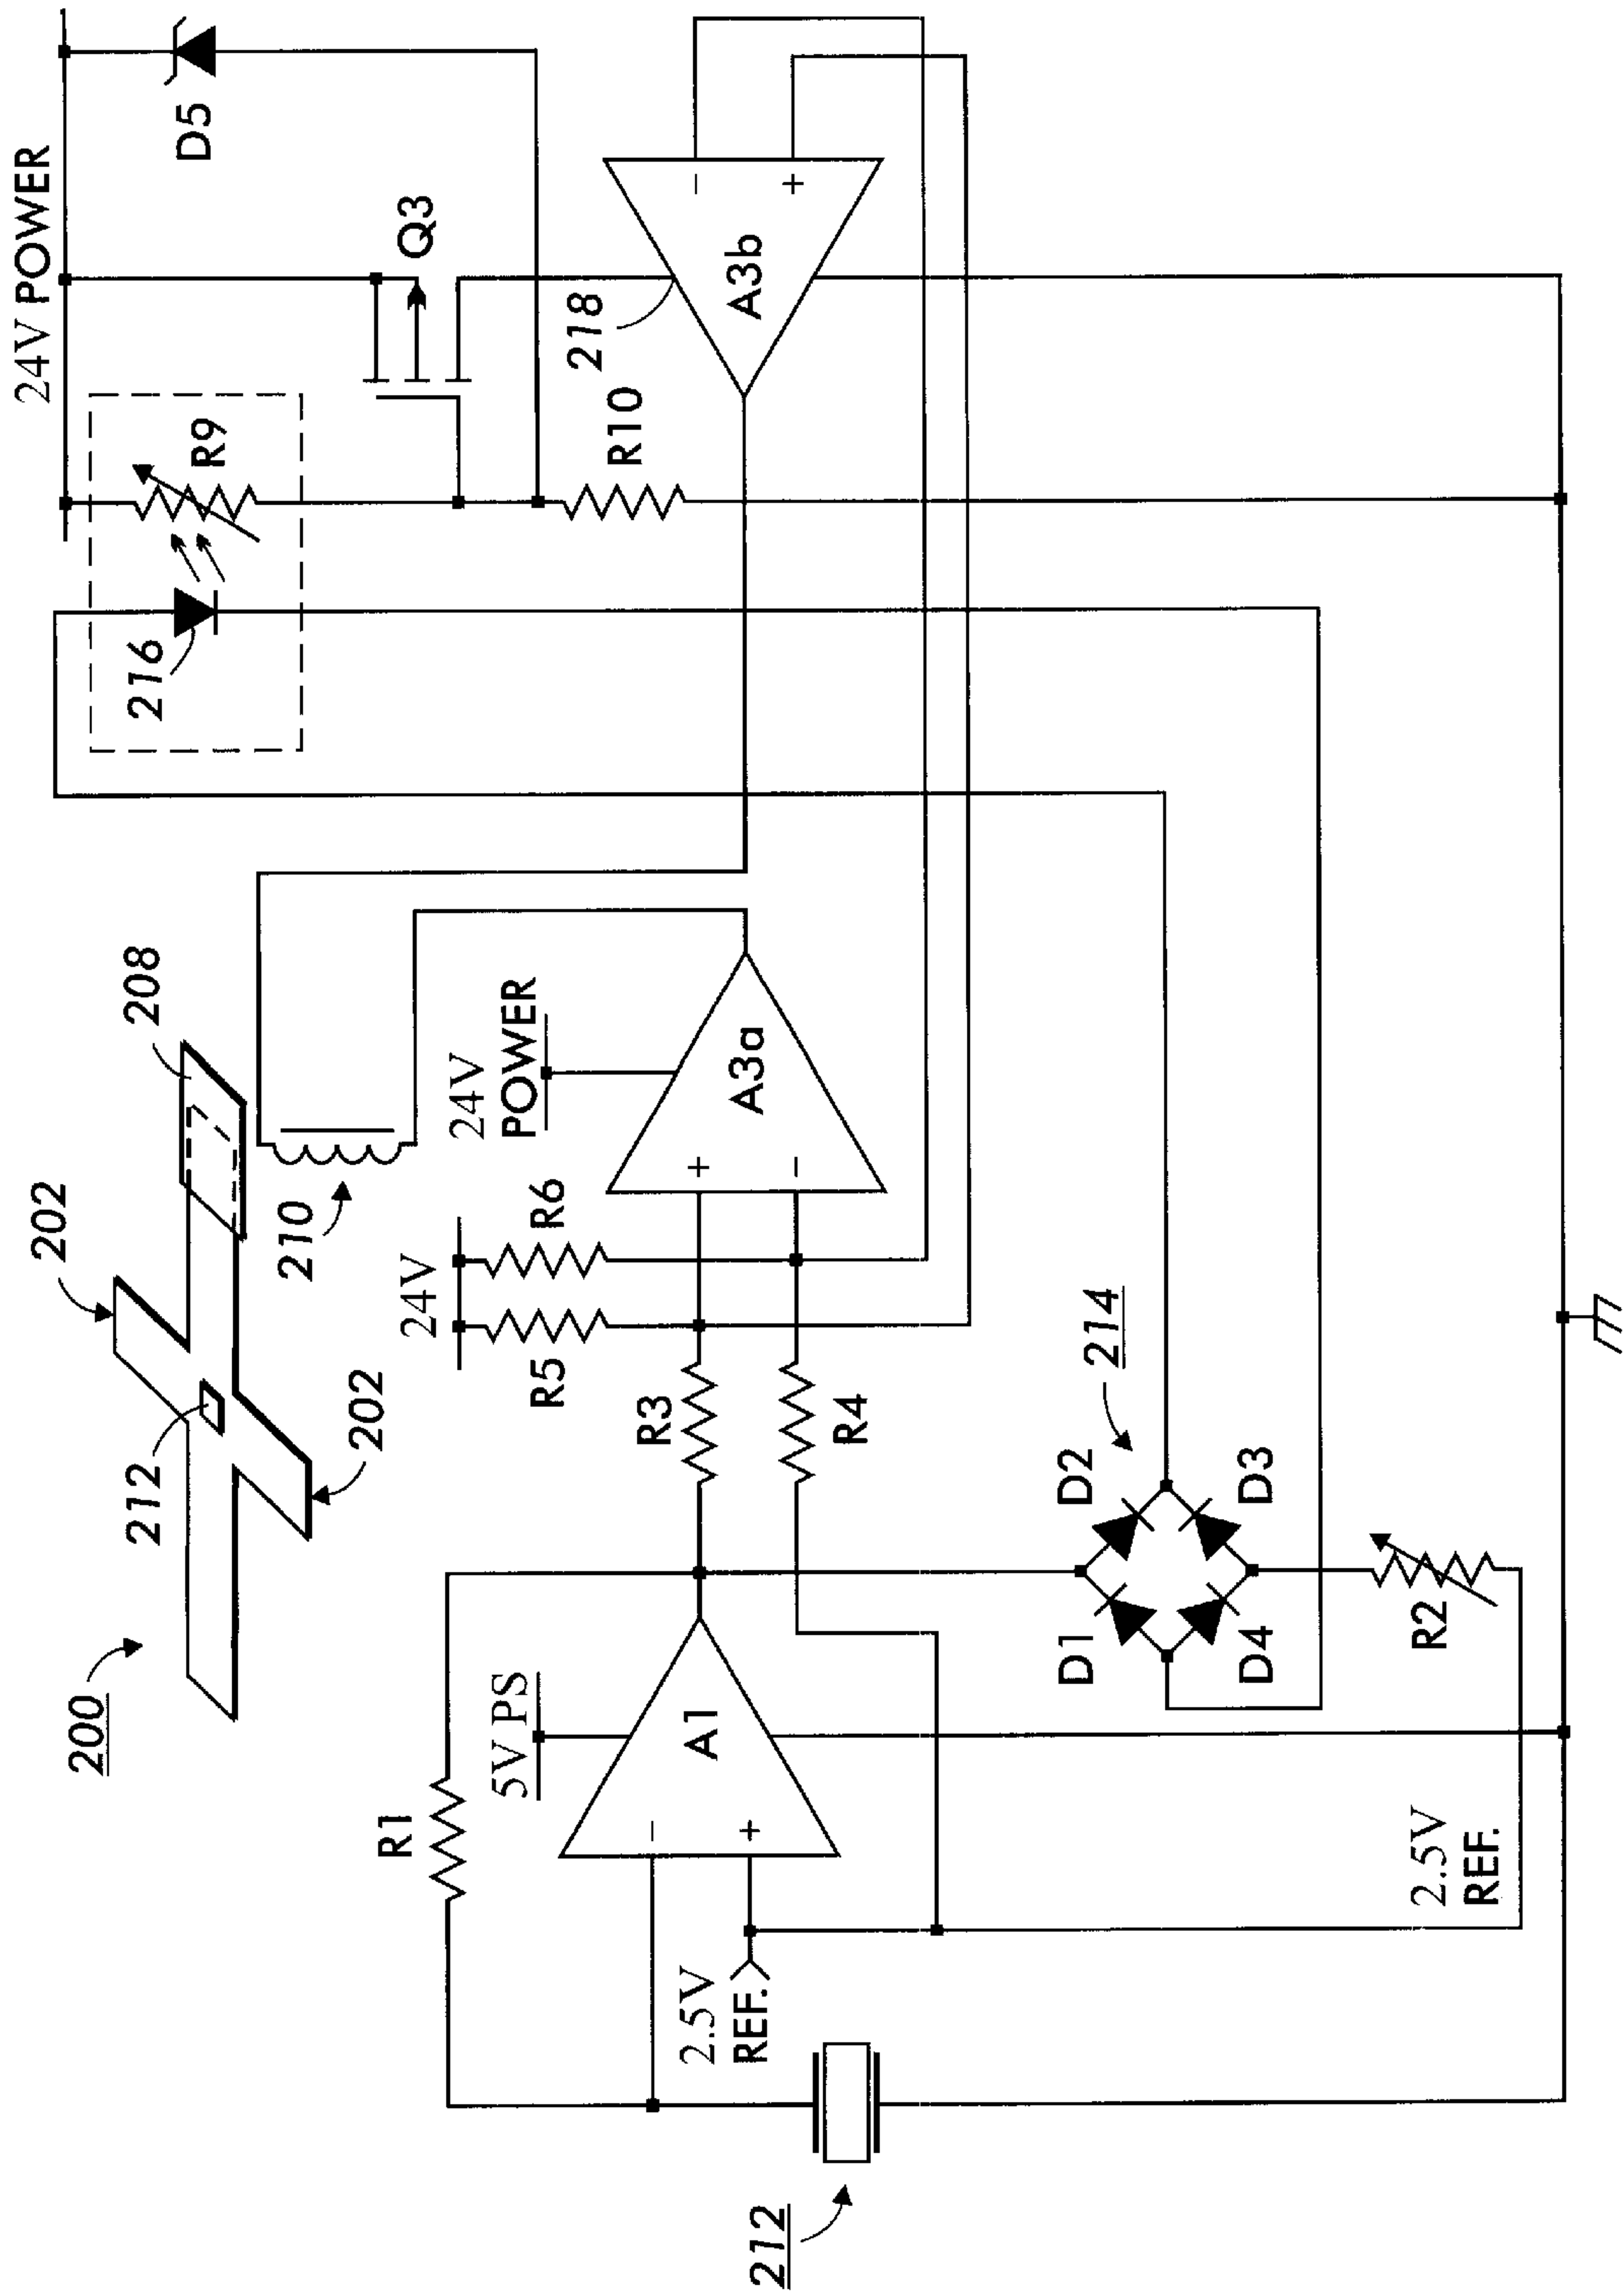 200
202
212
202
208
210
24V POWER
216
R9
Q3
D5
R1
24V
R5
R6
24V
POWER
218
R10
5V PS
A1
−
+
R3
R4
+
−
A3a
A3b
−
+
2.5V
REF.
212
D1
D2
D4
D3
214
R2
2.5V
REF.